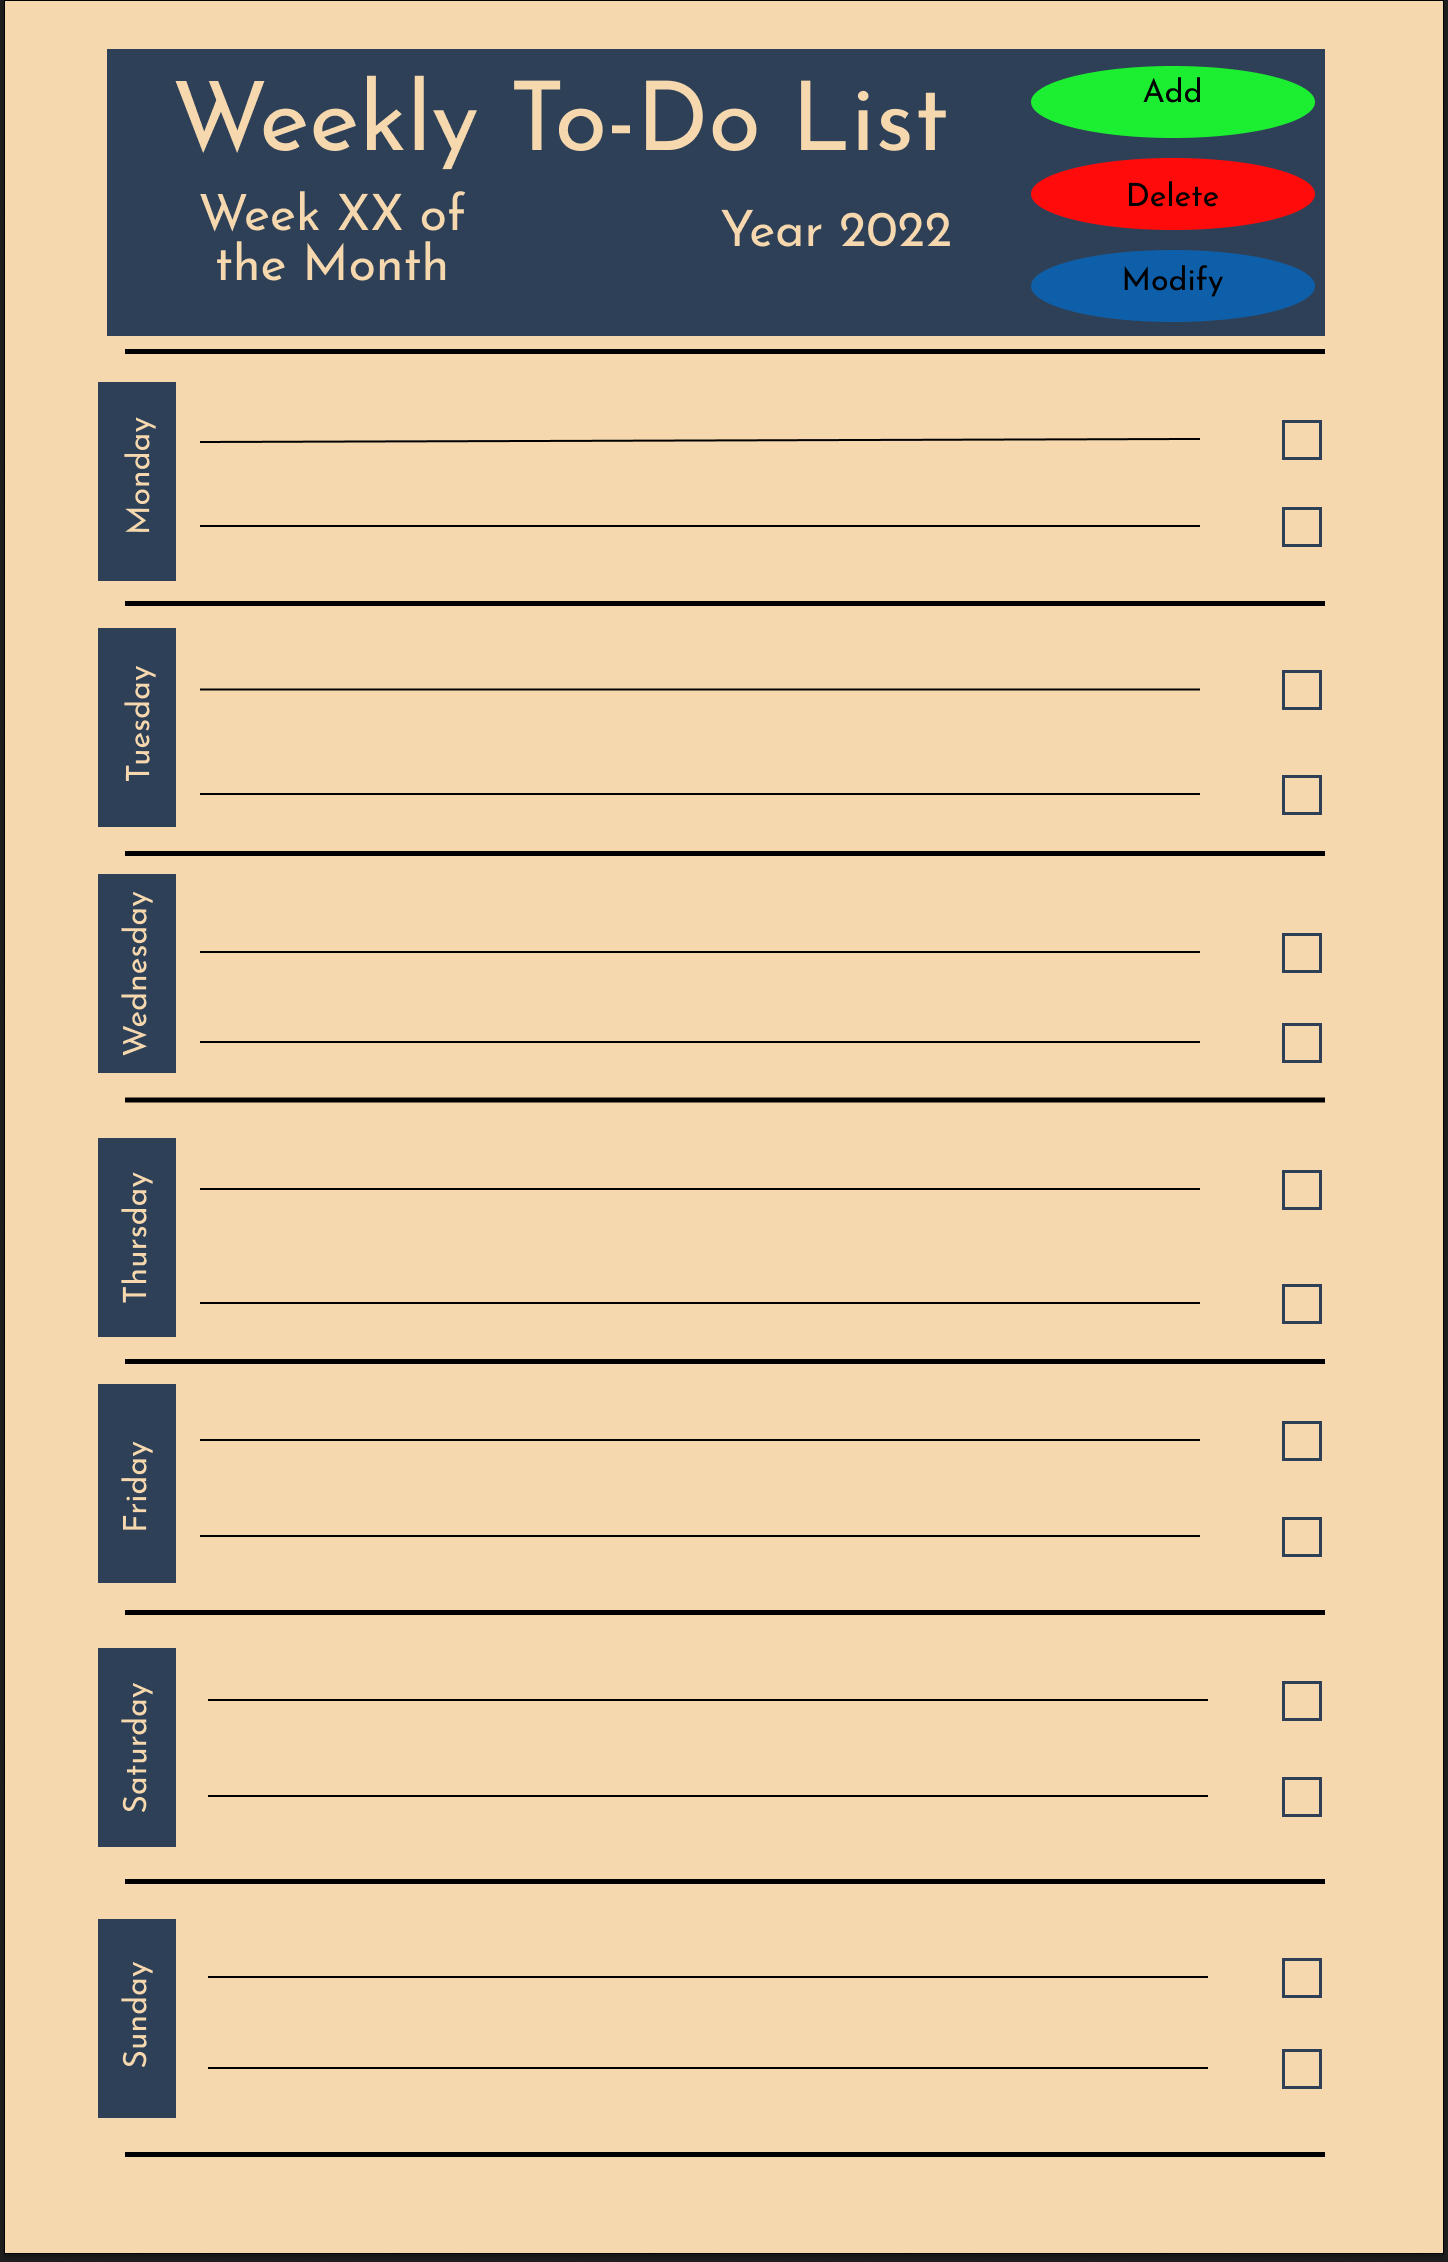 Weekly To-Do List
Week XX of
the Month
Year 2022
Add
Delete
Modify
Monday
Tuesday
Wednesday
Thursday
Friday
Saturday
Sunday